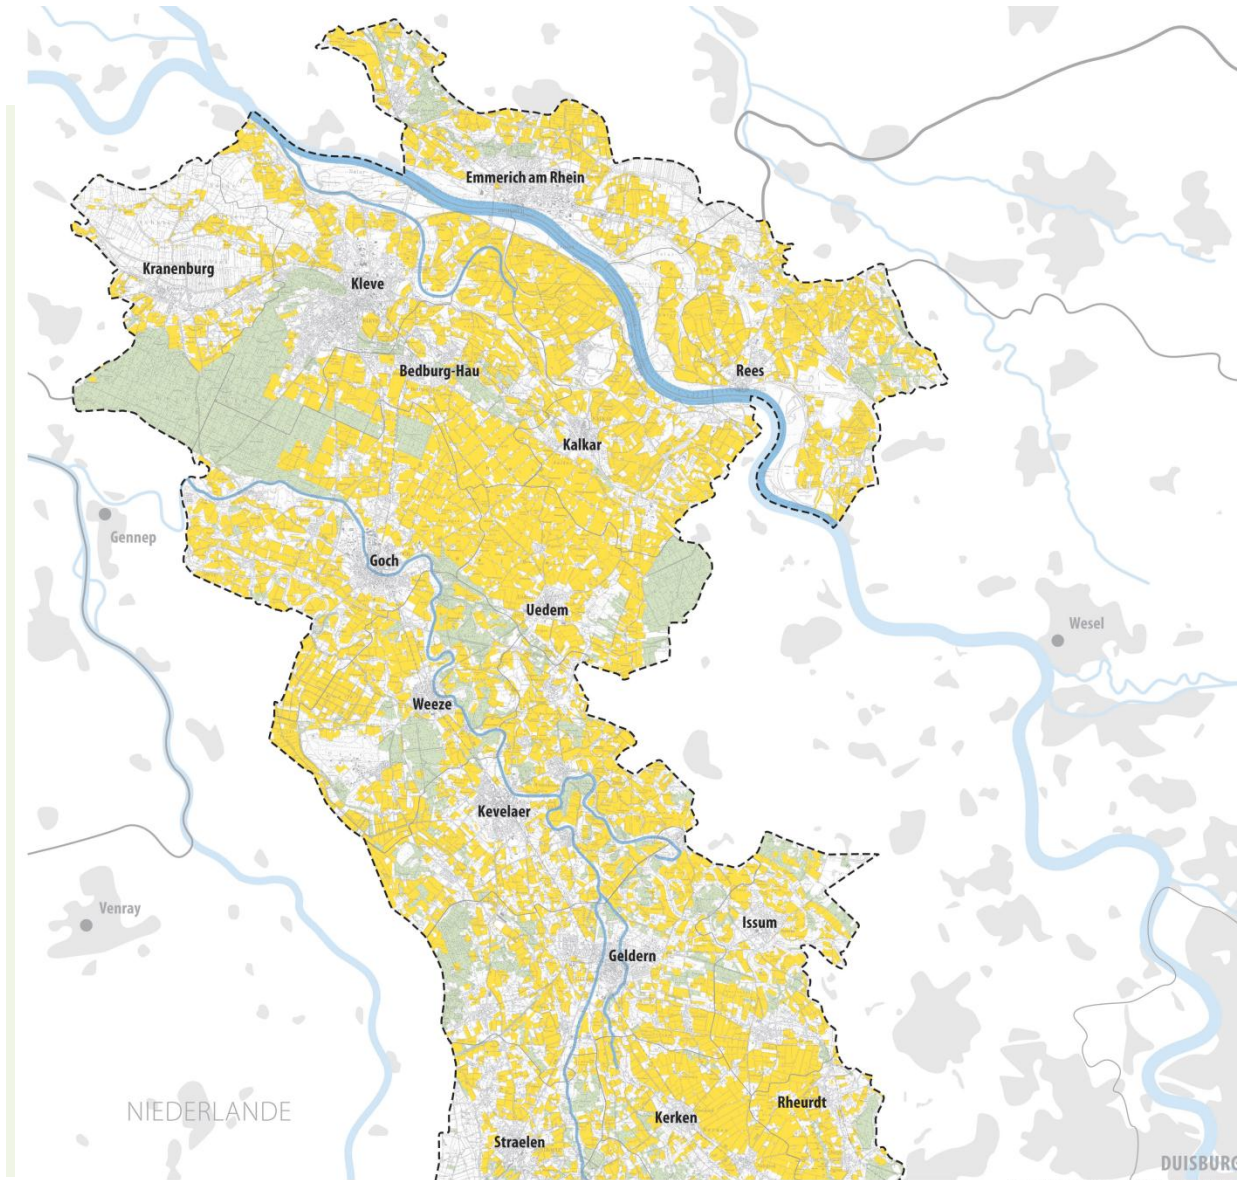 Emmerich am Rhein
Kranenburg
Kleve
Bedburg-Hau
Rees
Kalkar
Gennep
Goch
Uedem
Wesel
Weeze
Kevelaer
Venray
Issum
Geldern
NIEDERLANDE
Kerken
Rheurdt
Straelen
DUISBURG